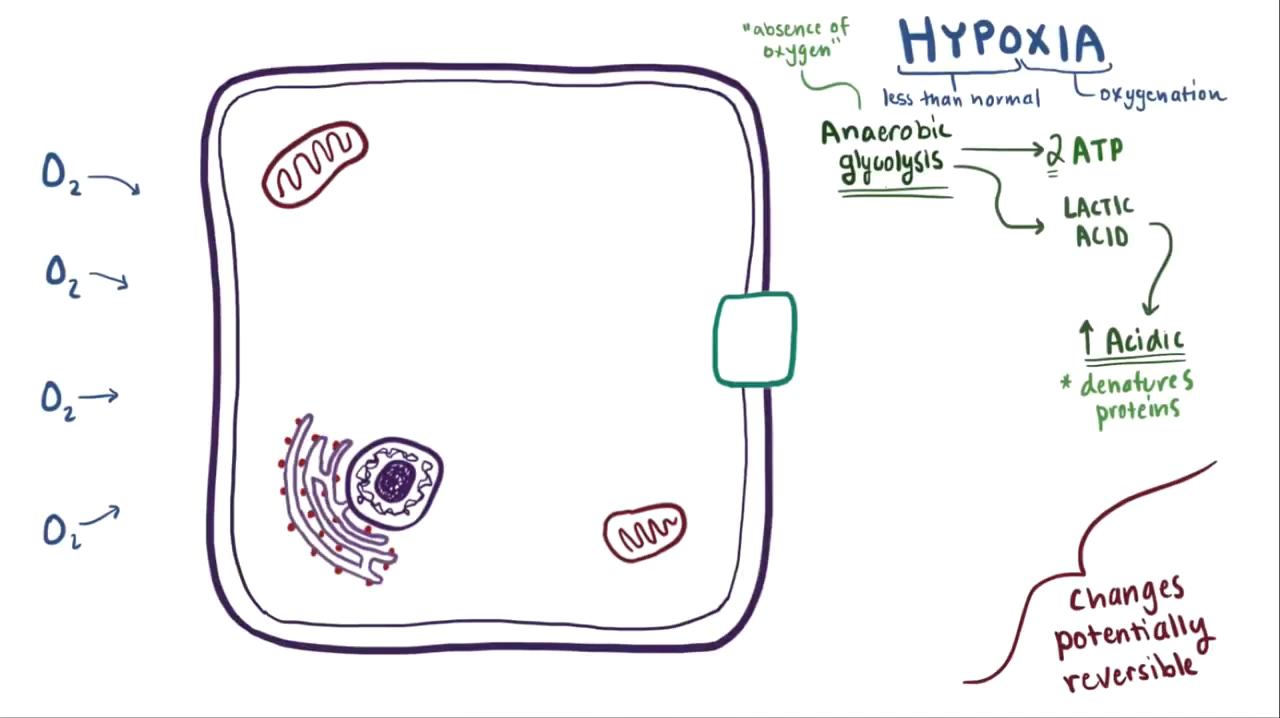 "absence of
oxygen"
HYPOXIA
less than normal
oxygenation
Anaerobic
glycolysis
2 ATP
LACTIC
ACID
↑ Acidic
* denatures
proteins
O2
O2
O2
O2
changes
potentially
reversible